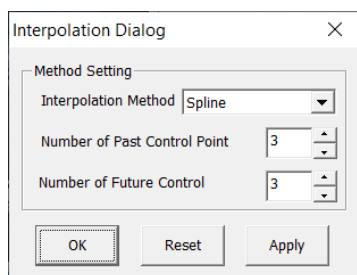 Interpolation Dialog
Method Setting
Interpolation Method Spline
Number of Past Control Point 3
Number of Future Control 3
OK Reset Apply